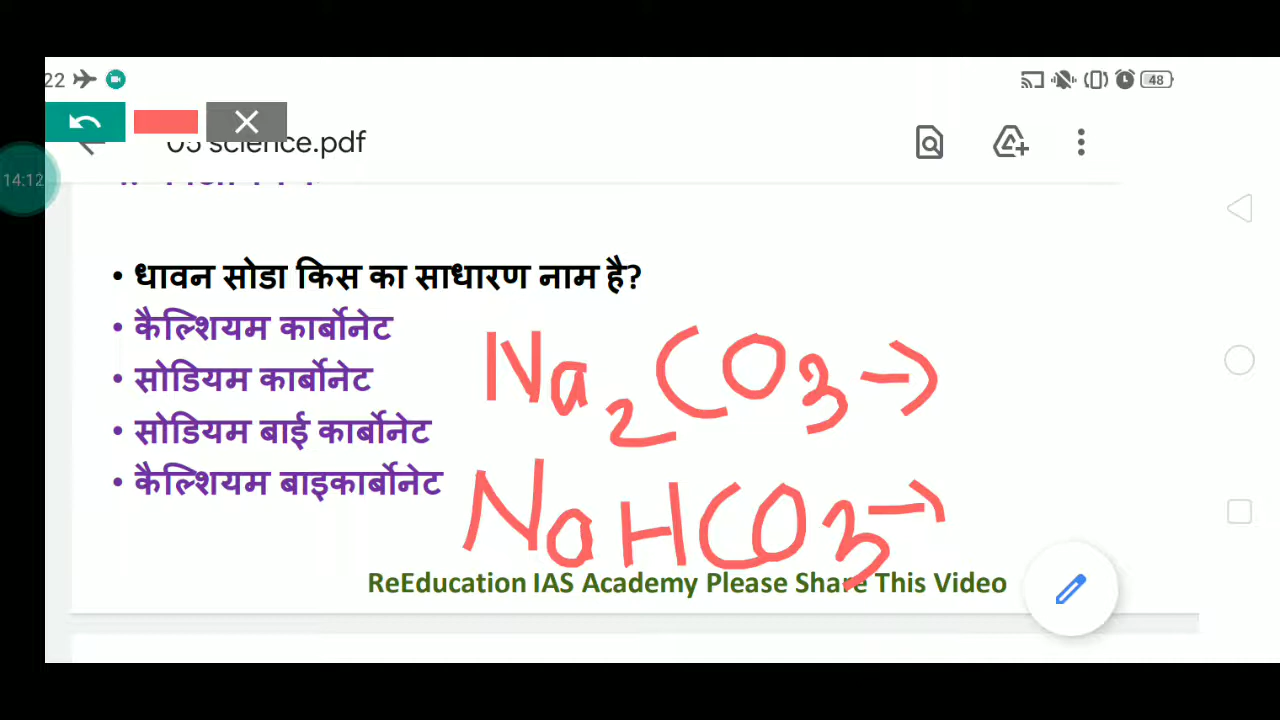 22
48
05 science.pdf
14:12
• धावन सोडा किस का साधारण नाम है?
• कैल्शियम कार्बोनेट
• सोडियम कार्बोनेट
• सोडियम बाई कार्बोनेट
• कैल्शियम बाइकार्बोनेट
Na2CO3→
NaHCO3→
ReEducation IAS Academy Please Share This Video